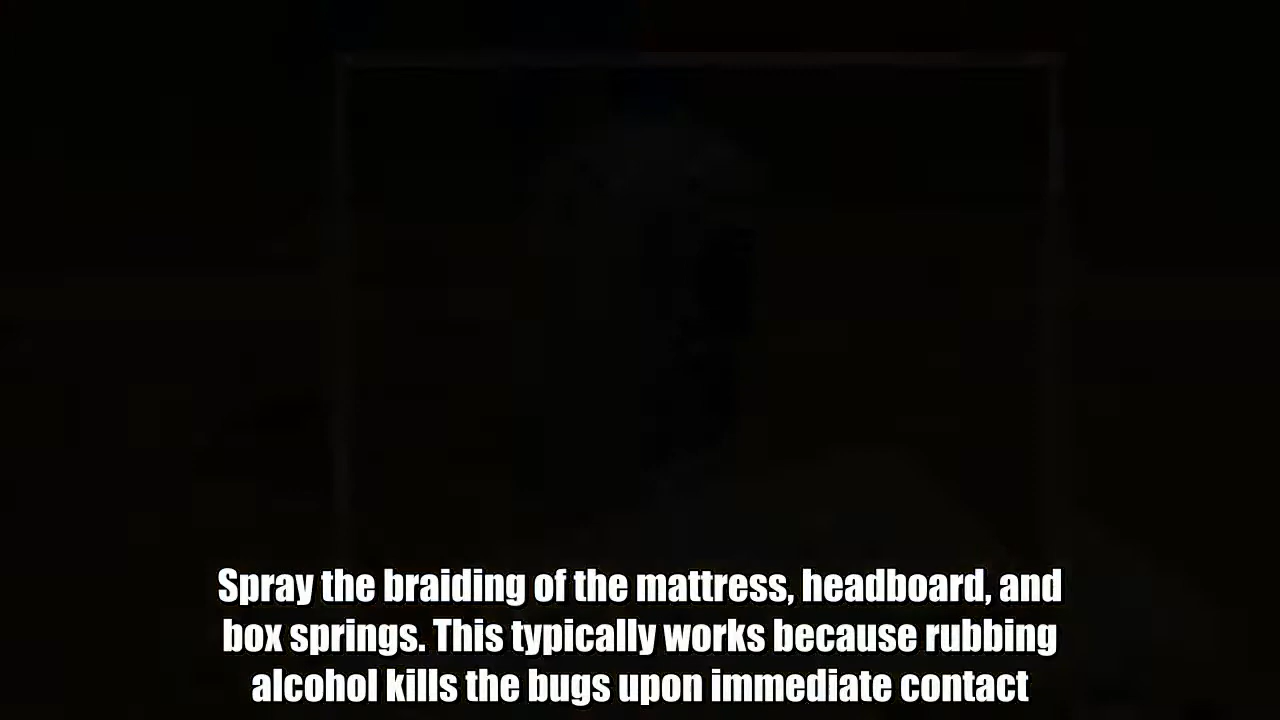 Spray the braiding of the mattress, headboard, and
box springs. This typically works because rubbing
alcohol kills the bugs upon immediate contact